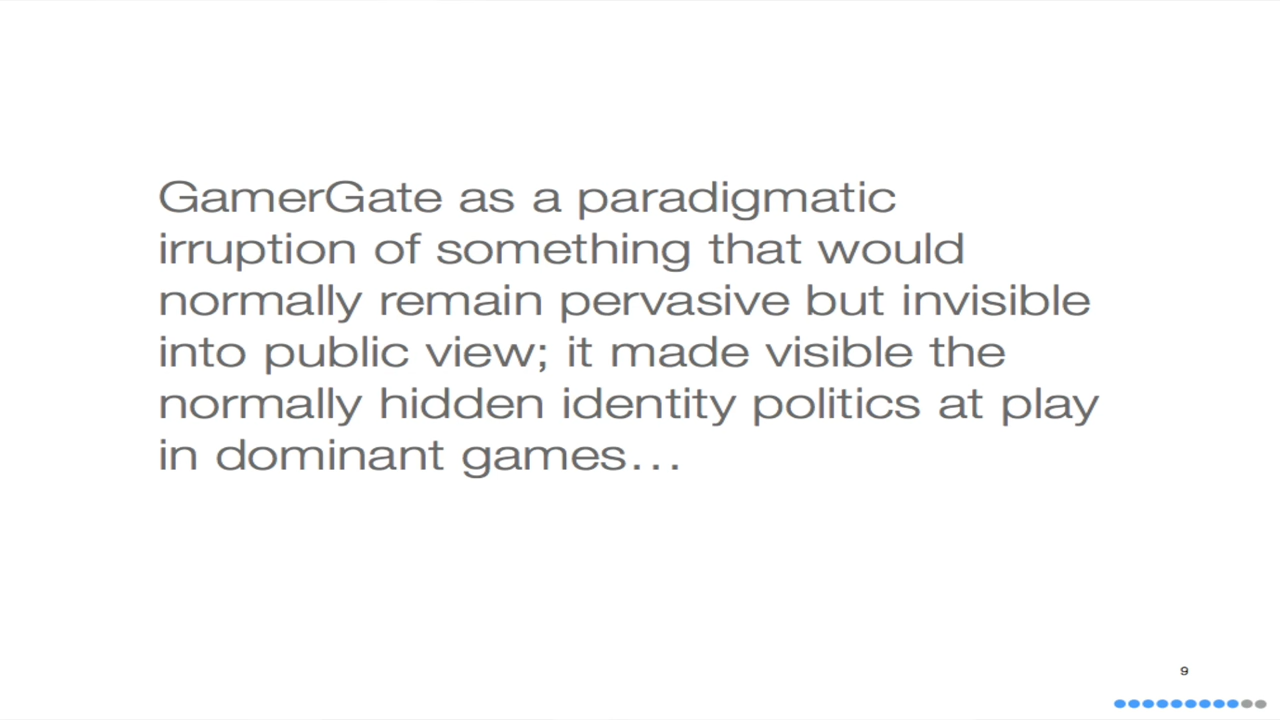 GamerGate as a paradigmatic
irruption of something that would
normally remain pervasive but invisible
into public view; it made visible the
normally hidden identity politics at play
in dominant games…
9